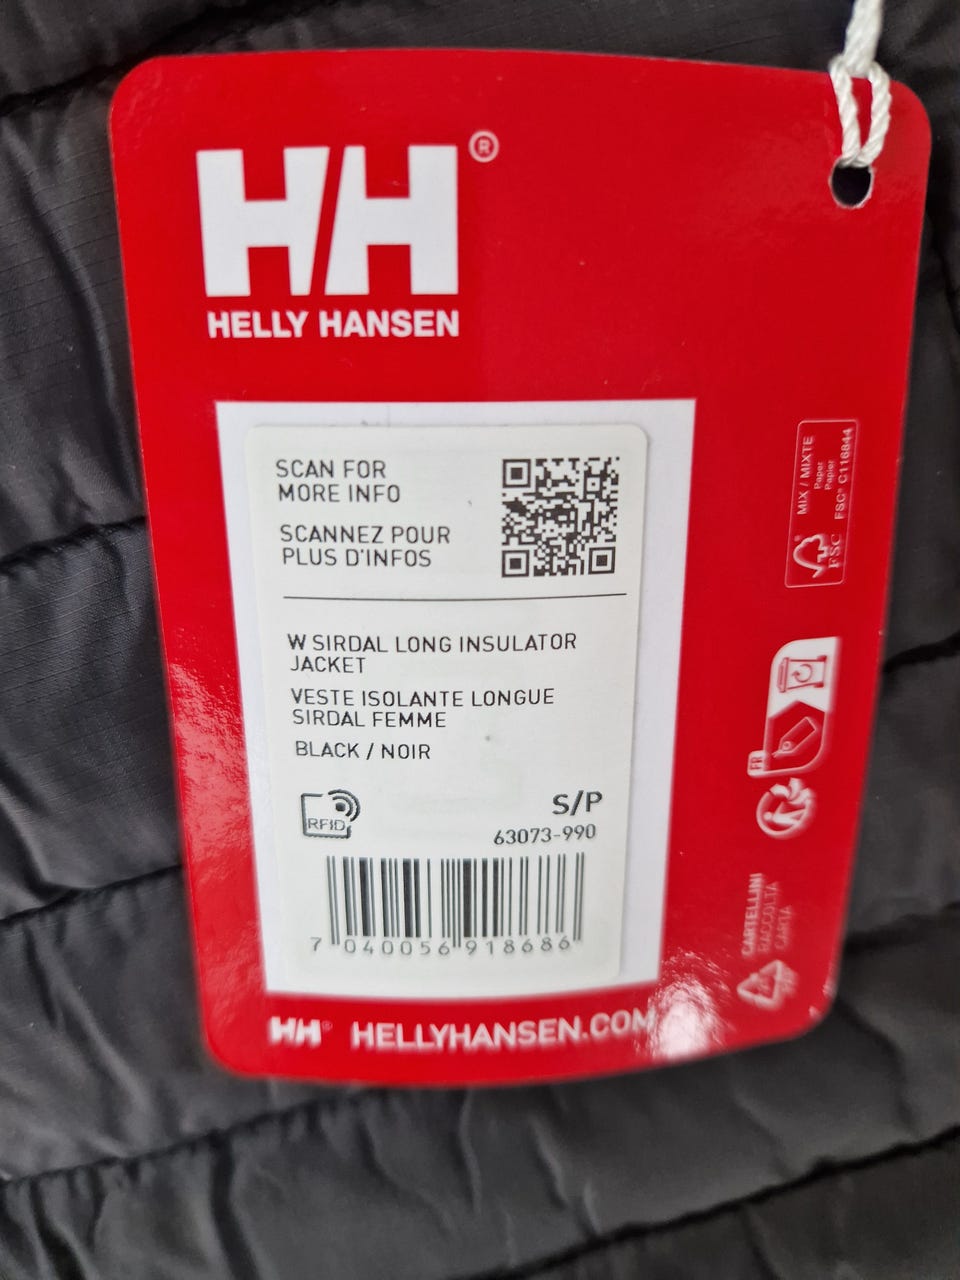 HH®
HELLY HANSEN
SCAN FOR
MORE INFO
SCANNEZ POUR
PLUS D'INFOS
W SIRDAL LONG INSULATOR
JACKET
VESTE ISOLANTE LONGUE
SIRDAL FEMME
BLACK / NOIR
RFID
S/P
63073-990
7 040056 918686
HH® HELLYHANSEN.COM
MIX / MIXTE
Paper
Papier
FSC® C116844
FSC
FR
CARTELLINI
RACCOLTA
CARTA